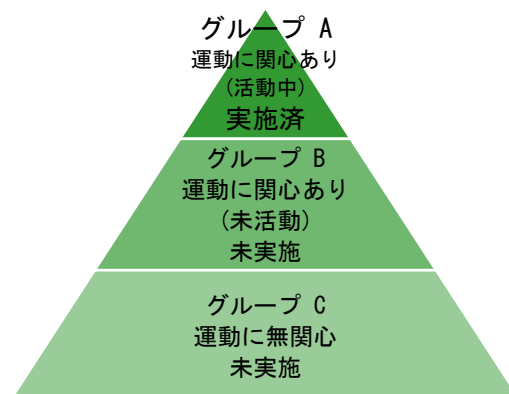 グループ A
運動に関心あり
(活動中)
実施済
グループ B
運動に関心あり
(未活動)
未実施
グループ C
運動に無関心
未実施